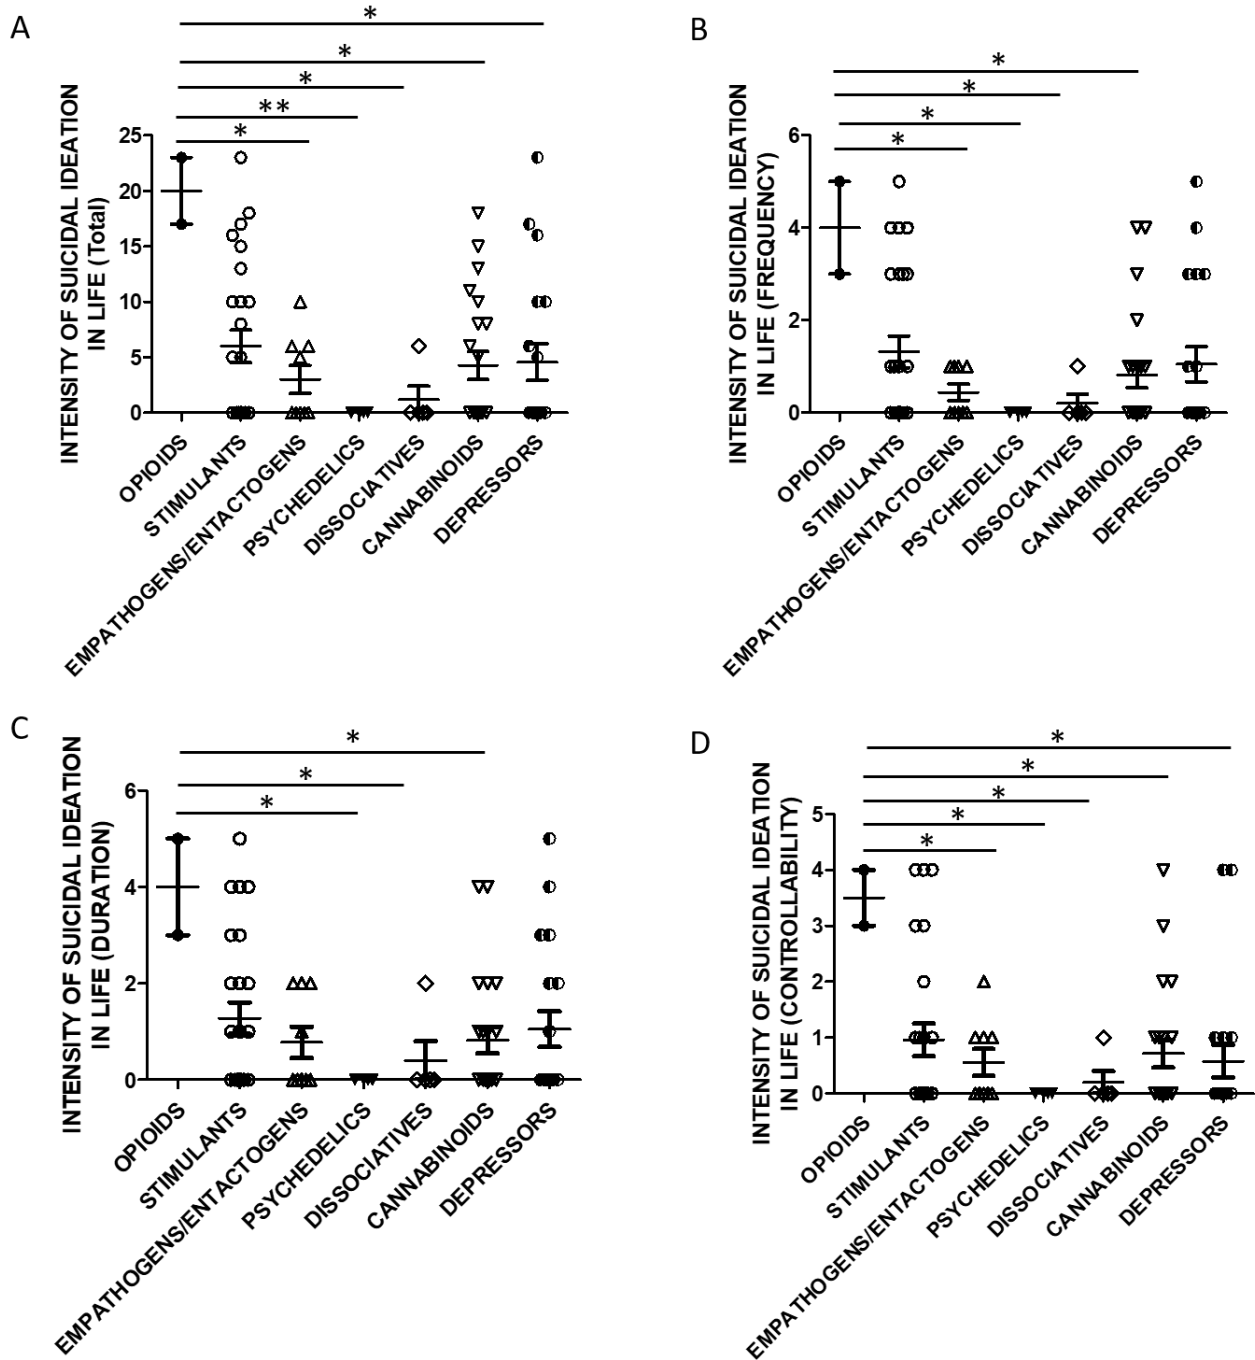 A
*
*
*
**
*
INTENSITY OF SUICIDAL IDEATION
IN LIFE (Total)
25
20
15
10
5
0
OPIOIDS
STIMULANTS
EMPATHOGENS/ENTACTOGENS
PSYCHEDELICS
DISSOCIATIVES
CANNABINOIDS
DEPRESSORS
B
*
*
*
*
INTENSITY OF SUICIDAL IDEATION
IN LIFE (FREQUENCY)
6
4
2
0
OPIOIDS
STIMULANTS
EMPATHOGENS/ENTACTOGENS
PSYCHEDELICS
DISSOCIATIVES
CANNABINOIDS
DEPRESSORS
C
*
*
*
INTENSITY OF SUICIDAL IDEATION
IN LIFE (DURATION)
6
4
2
0
OPIOIDS
STIMULANTS
EMPATHOGENS/ENTACTOGENS
PSYCHEDELICS
DISSOCIATIVES
CANNABINOIDS
DEPRESSORS
D
*
*
*
*
*
INTENSITY OF SUICIDAL IDEATION
IN LIFE (CONTROLLABILITY)
5
4
3
2
1
0
OPIOIDS
STIMULANTS
EMPATHOGENS/ENTACTOGENS
PSYCHEDELICS
DISSOCIATIVES
CANNABINOIDS
DEPRESSORS